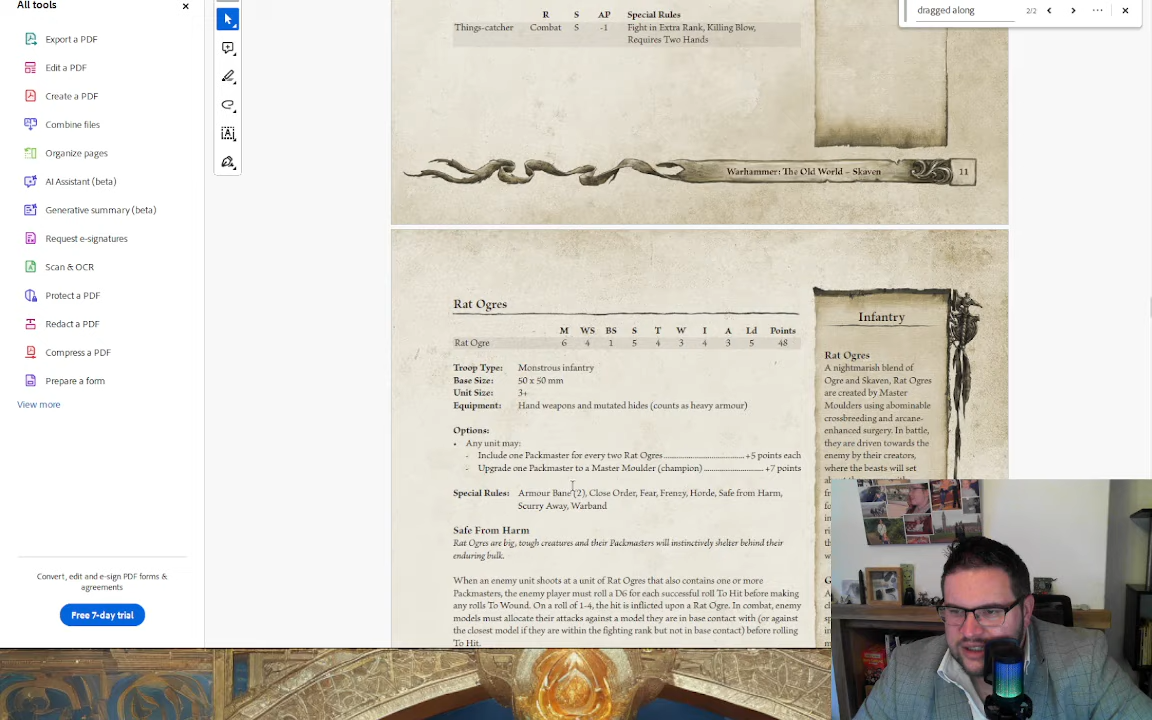 All tools
Export a PDF
Edit a PDF
Create a PDF
Combine files
Organize pages
AI Assistant (beta)
Generative summary (beta)
Request e-signatures
Scan & OCR
Protect a PDF
Redact a PDF
Compress a PDF
Prepare a form
View more
Convert, edit and e-sign PDF forms &
agreements
Free 7-day trial
dragged along 2/2
R S AP Special Rules
Things-catcher Combat S -1 Fight in Extra Rank, Killing Blow,
Requires Two Hands
Warhammer: The Old World – Skaven 11
Rat Ogres
M WS BS S T W I A Ld Points
Rat Ogre 6 4 1 5 4 3 4 3 5 48
Troop Type: Monstrous infantry
Base Size: 50 x 50 mm
Unit Size: 3+
Equipment: Hand weapons and mutated hides (counts as heavy armour)
Options:
• Any unit may:
- Include one Packmaster for every two Rat Ogres +5 points each
- Upgrade one Packmaster to a Master Moulder (champion) +7 points
Special Rules: Armour Bane (2), Close Order, Fear, Frenzy, Horde, Safe from Harm,
Scurry Away, Warband
Safe From Harm
Rat Ogres are big, tough creatures and their Packmasters will instinctively shelter behind their
enduring bulk.
When an enemy unit shoots at a unit of Rat Ogres that also contains one or more
Packmasters, the enemy player must roll a D6 for each successful roll To Hit before making
any rolls To Wound. On a roll of 1-4, the hit is inflicted upon a Rat Ogre. In combat, enemy
models must allocate their attacks against a model they are in base contact with (or against
the closest model if they are within the fighting rank but not in base contact) before rolling
To Hit.
Infantry
Rat Ogres
A nightmarish blend of
Ogre and Skaven, Rat Ogres
are created by Master
Moulders using abominable
crossbreeding and arcane-
enhanced surgery. In battle,
they are driven towards the
enemy by their creators,
where the beasts will set